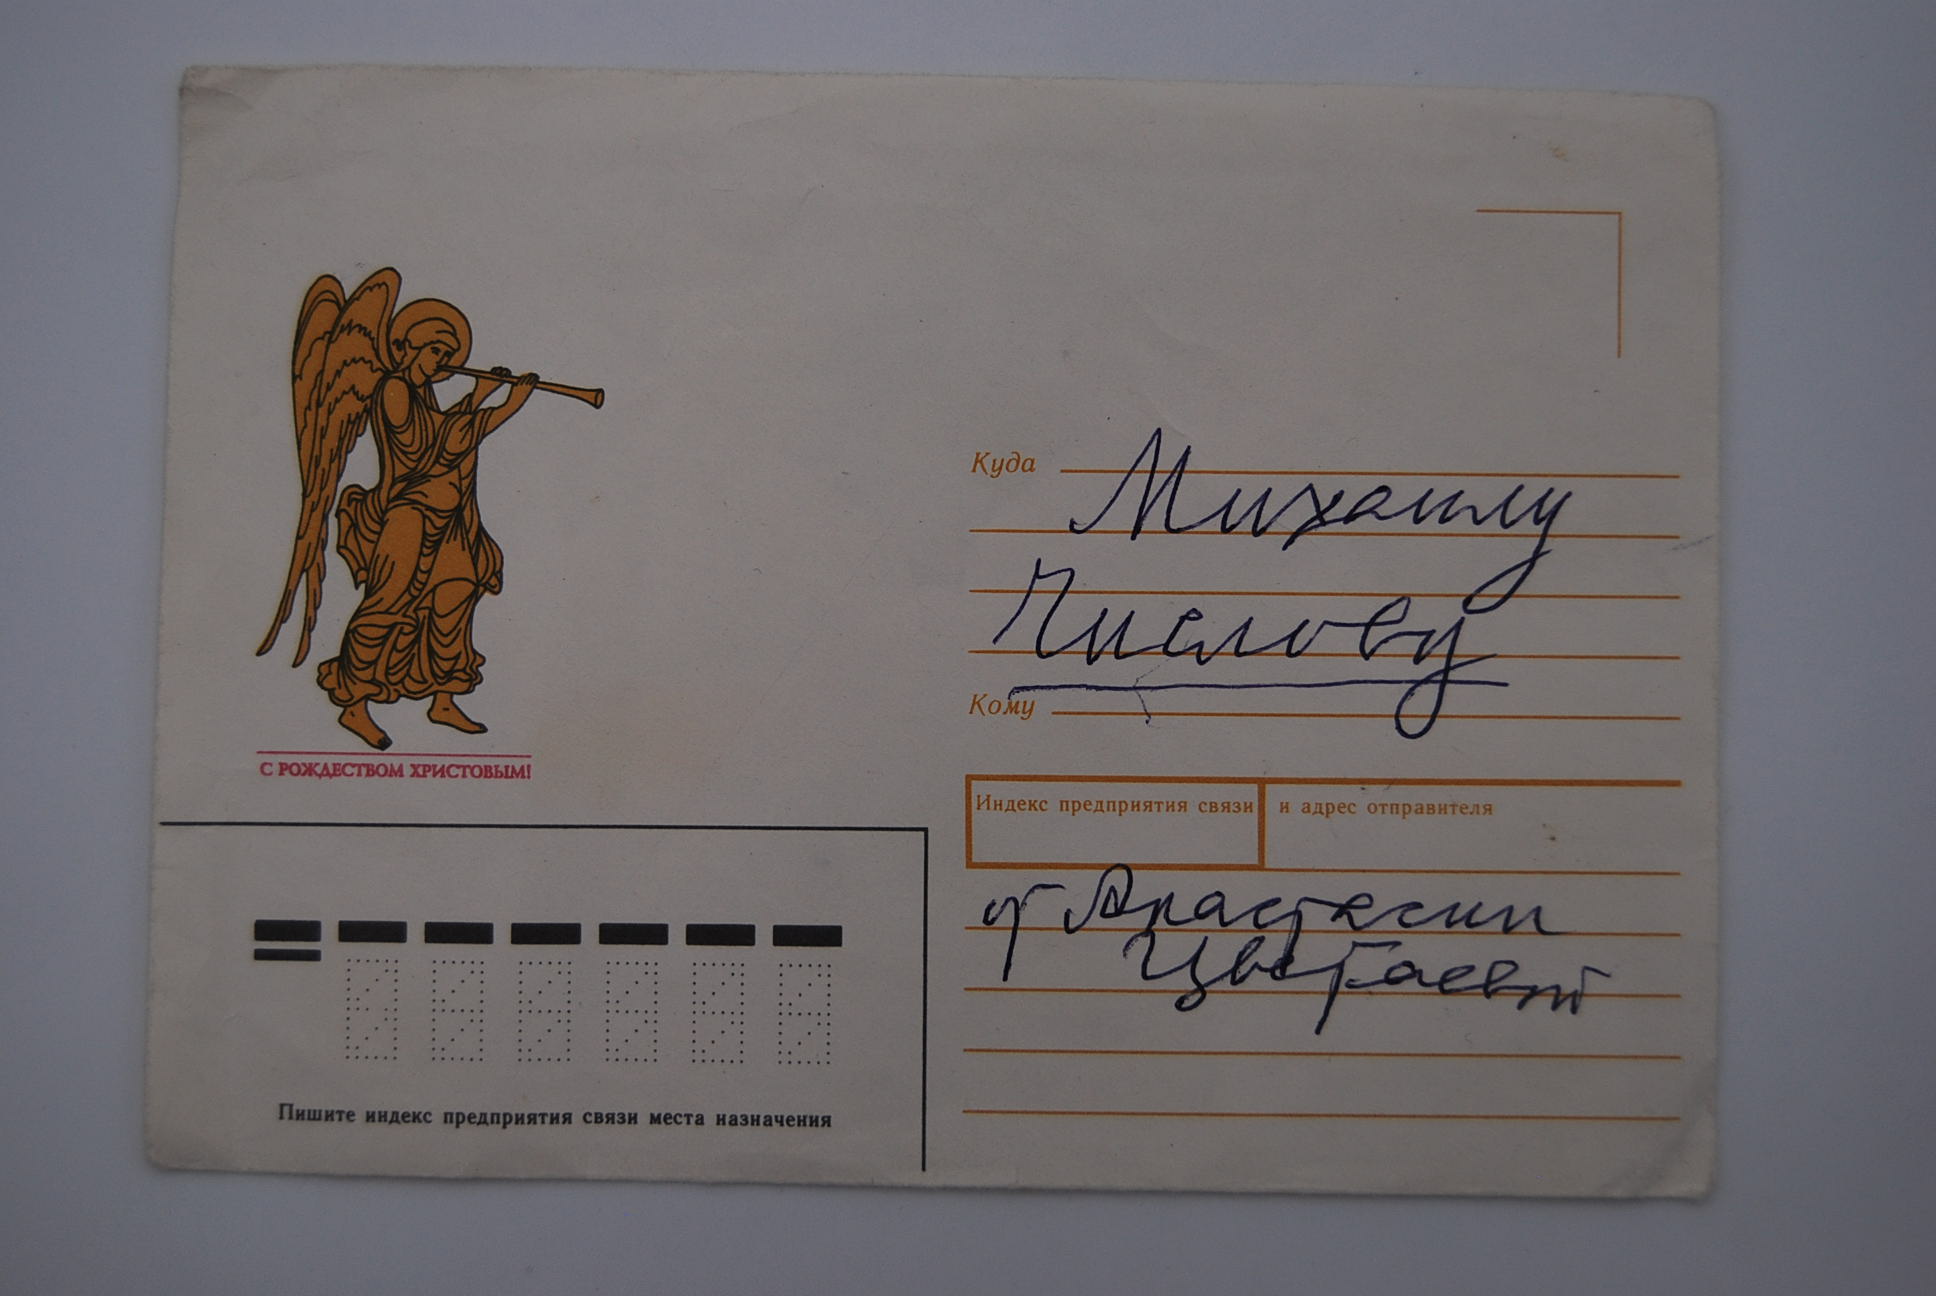 С РОЖДЕСТВОМ ХРИСТОВЫМ!
Куда
Михаилу
Числову
Кому
Индекс предприятия связи и адрес отправителя
от Анастасии
Цветаевой
Пишите индекс предприятия связи места назначения